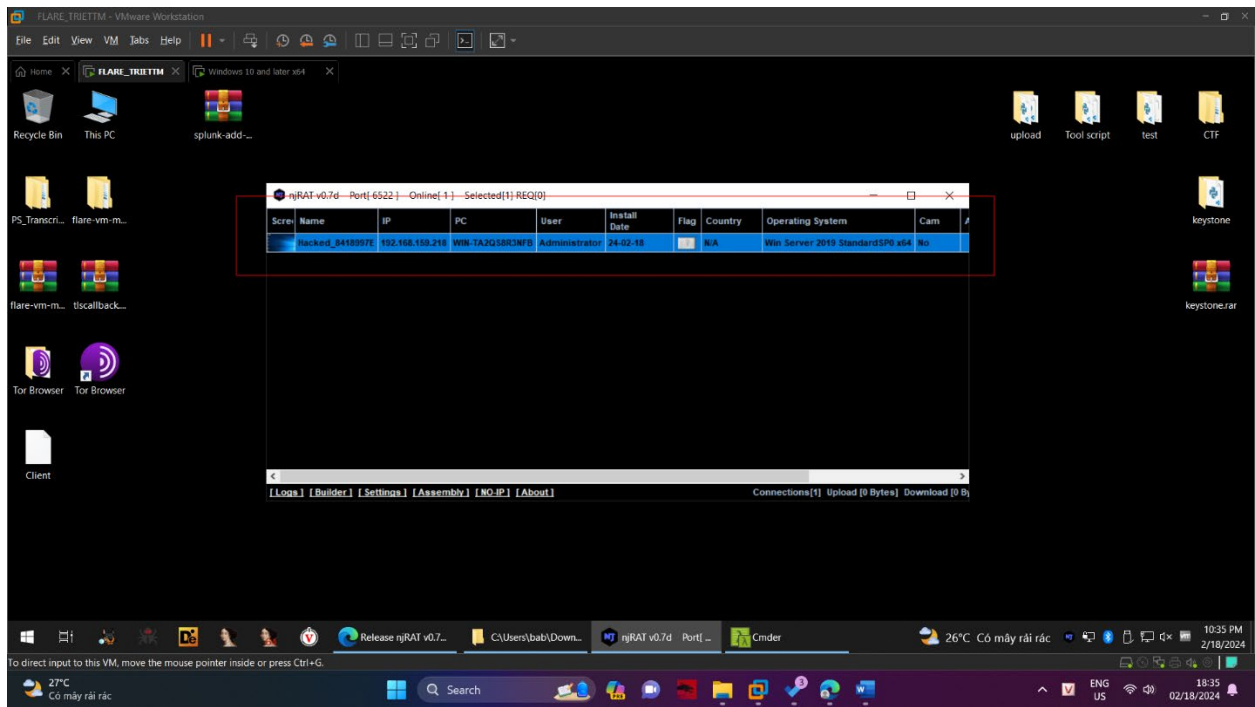 FLARE_TRIETTM - VMware Workstation
File Edit View VM Tabs Help
Home FLARE_TRIETTM Windows 10 and later x64
Recycle Bin This PC splunk-add-...
upload Tool script test CTF
njRAT v0.7d Port[ 6522 ] Online[ 1 ] Selected[1] REQ[0]
Scre Name IP PC User Install Date Flag Country Operating System Cam
Hacked_8418997E 192.168.159.218 WIN-TA2QS8R3NFB Administrator 24-02-18 N/A Win Server 2019 StandardSP0 x64 No
PS_Transcri... flare-vm-m...
keystone
flare-vm-m... tlscallback...
keystone.rar
Tor Browser Tor Browser
Client
[Logs] [Builder] [Settings] [Assembly] [NO-IP] [About] Connections[1] Upload [0 Bytes] Download [0 By
Release njRAT v0.7... C:\Users\bab\Down... njRAT v0.7d Port[ ... Cmder 26°C Có mây rải rác 10:35 PM
2/18/2024
To direct input to this VM, move the mouse pointer inside or press Ctrl+G.
27°C
Có mây rải rác
Search
ENG
US
18:35
02/18/2024